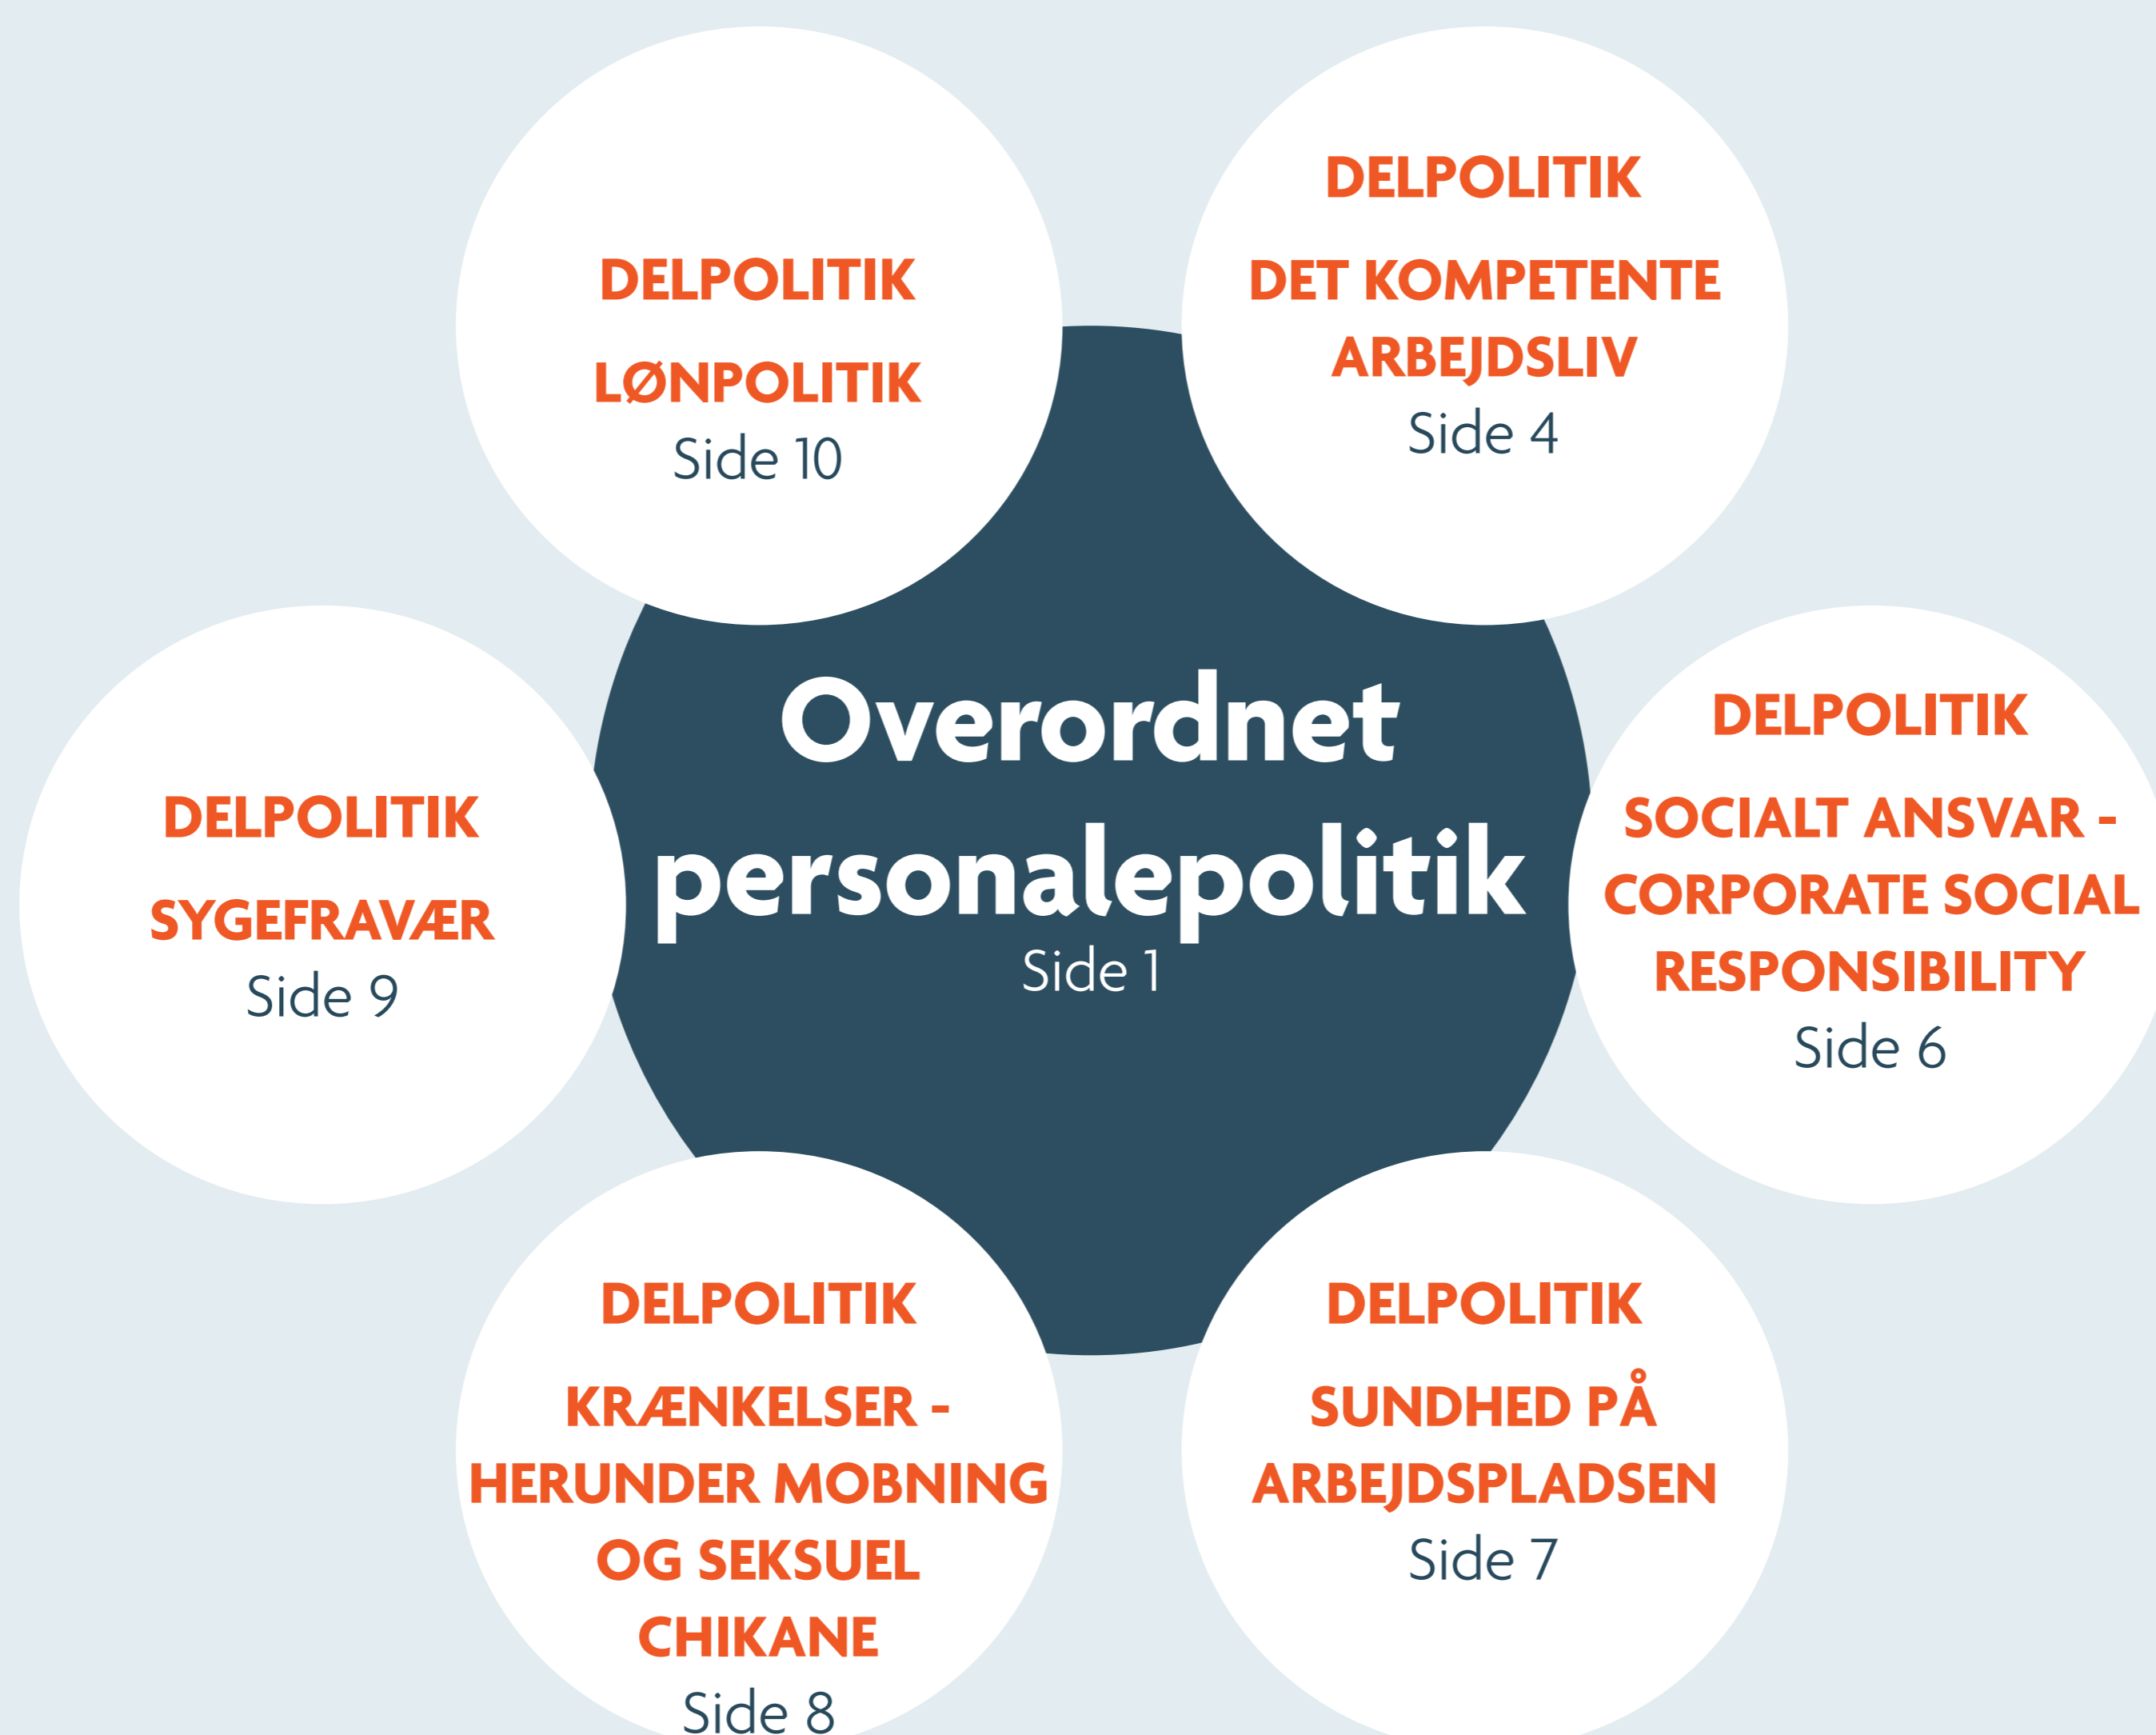 DELPOLITIK
LØNPOLITIK
Side 10
DELPOLITIK
DET KOMPETENTE
ARBEJDSLIV
Side 4
Overordnet
personalepolitik
Side 1
DELPOLITIK
SYGEFRAVÆR
Side 9
DELPOLITIK
SOCIALT ANSVAR -
CORPORATE SOCIAL
RESPONSIBILITY
Side 6
DELPOLITIK
KRÆNKELSER -
HERUNDER MOBNING
OG SEKSUEL
CHIKANE
Side 8
DELPOLITIK
SUNDHED PÅ
ARBEJDSPLADSEN
Side 7